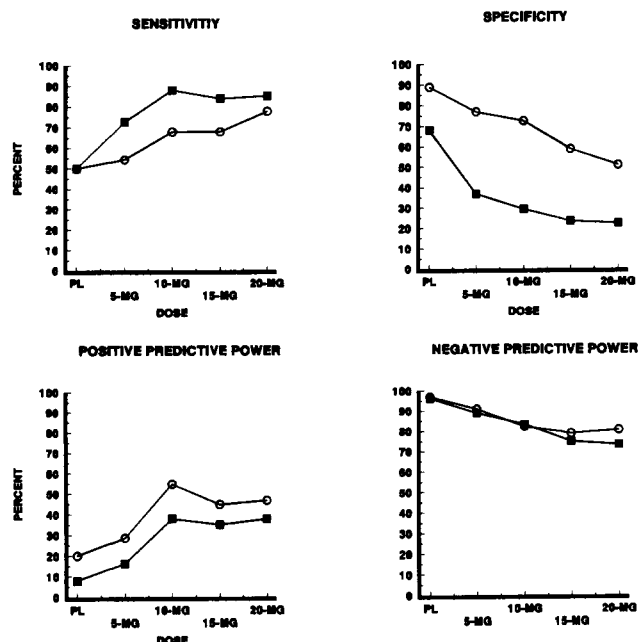 SENSITIVITIY
SPECIFICITY
100
90
80
70
60
50
40
30
20
10
0
PERCENT
PL
5-MG
10-MG
15-MG
20-MG
DOSE
100
90
80
70
60
50
40
30
20
10
0
PL
5-MG
10-MG
15-MG
20-MG
DOSE
POSITIVE PREDICTIVE POWER
NEGATIVE PREDICTIVE POWER
100
90
80
70
60
50
40
30
20
10
0
PERCENT
PL
5-MG
10-MG
15-MG
20-MG
DOSE
100
90
80
70
60
50
40
30
20
10
0
PL
5-MG
10-MG
15-MG
20-MG
DOSE